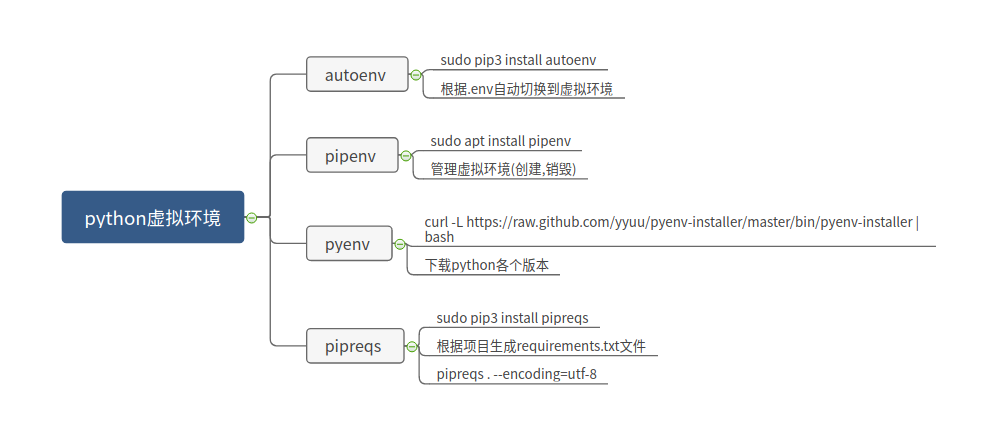 python虚拟环境
autoenv
sudo pip3 install autoenv
根据.env自动切换到虚拟环境
pipenv
sudo apt install pipenv
管理虚拟环境(创建,销毁)
pyenv
curl -L https://raw.github.com/yyuu/pyenv-installer/master/bin/pyenv-installer |
bash
下载python各个版本
pipreqs
sudo pip3 install pipreqs
根据项目生成requirements.txt文件
pipreqs . --encoding=utf-8